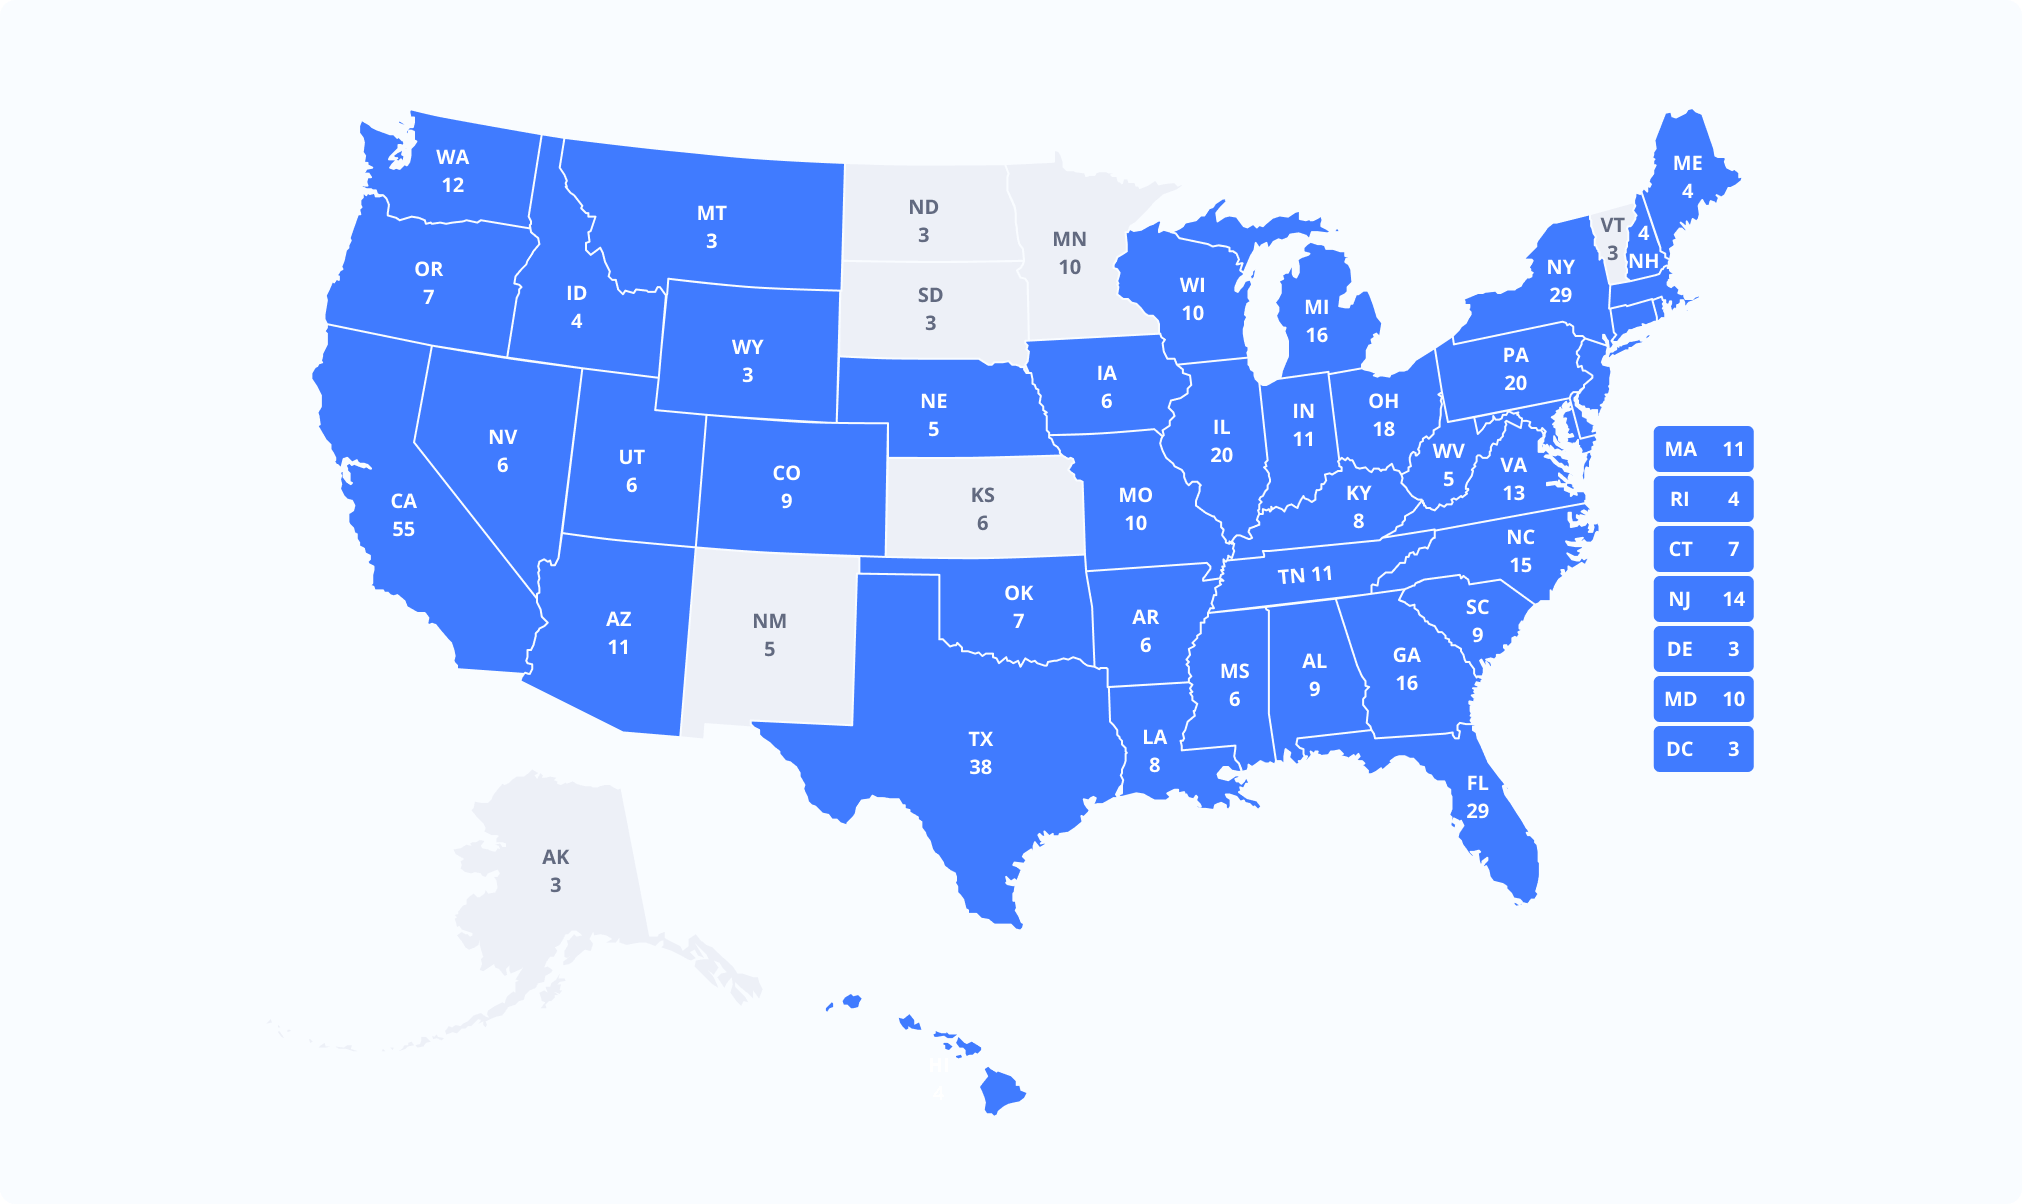 WA
12
MT
3
ND
3
MN
10
ME
4
VT
3
4
NH
OR
7
ID
4
SD
3
WI
10
MI
16
NY
29
WY
3
NE
5
IA
6
PA
20
NV
6
UT
6
CO
9
KS
6
MO
10
IL
20
IN
11
OH
18
WV
5
VA
13
KY
8
CA
55
AZ
11
NM
5
OK
7
AR
6
TN 11
NC
15
SC
9
MS
6
AL
9
GA
16
TX
38
LA
8
FL
29
MA 11
RI 4
CT 7
NJ 14
DE 3
MD 10
DC 3
AK
3
HI
4